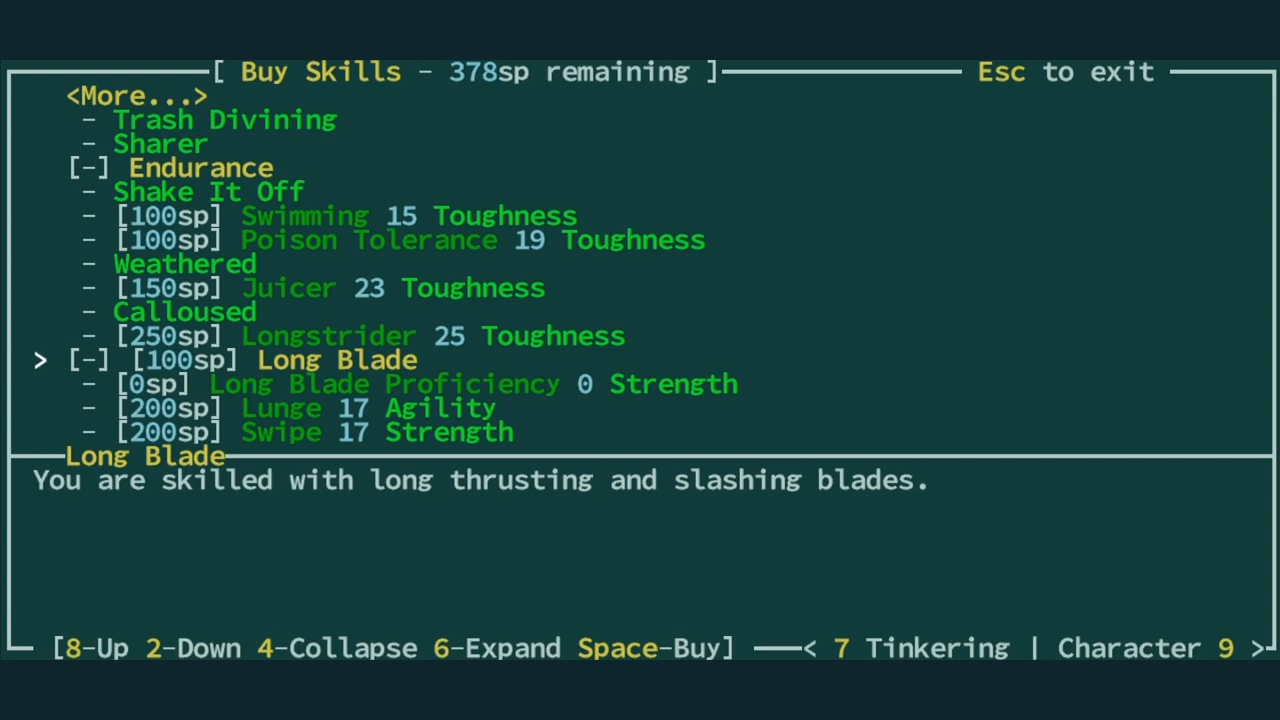 [ Buy Skills - 378sp remaining ] Esc to exit
<More...>
- Trash Divining
- Sharer
[-] Endurance
- Shake It Off
- [100sp] Swimming 15 Toughness
- [100sp] Poison Tolerance 19 Toughness
- Weathered
- [150sp] Juicer 23 Toughness
- Calloused
- [250sp] Longstrider 25 Toughness
> [-] [100sp] Long Blade
- [0sp] Long Blade Proficiency 0 Strength
- [200sp] Lunge 17 Agility
- [200sp] Swipe 17 Strength
Long Blade
You are skilled with long thrusting and slashing blades.
[8-Up 2-Down 4-Collapse 6-Expand Space-Buy] < 7 Tinkering | Character 9 >